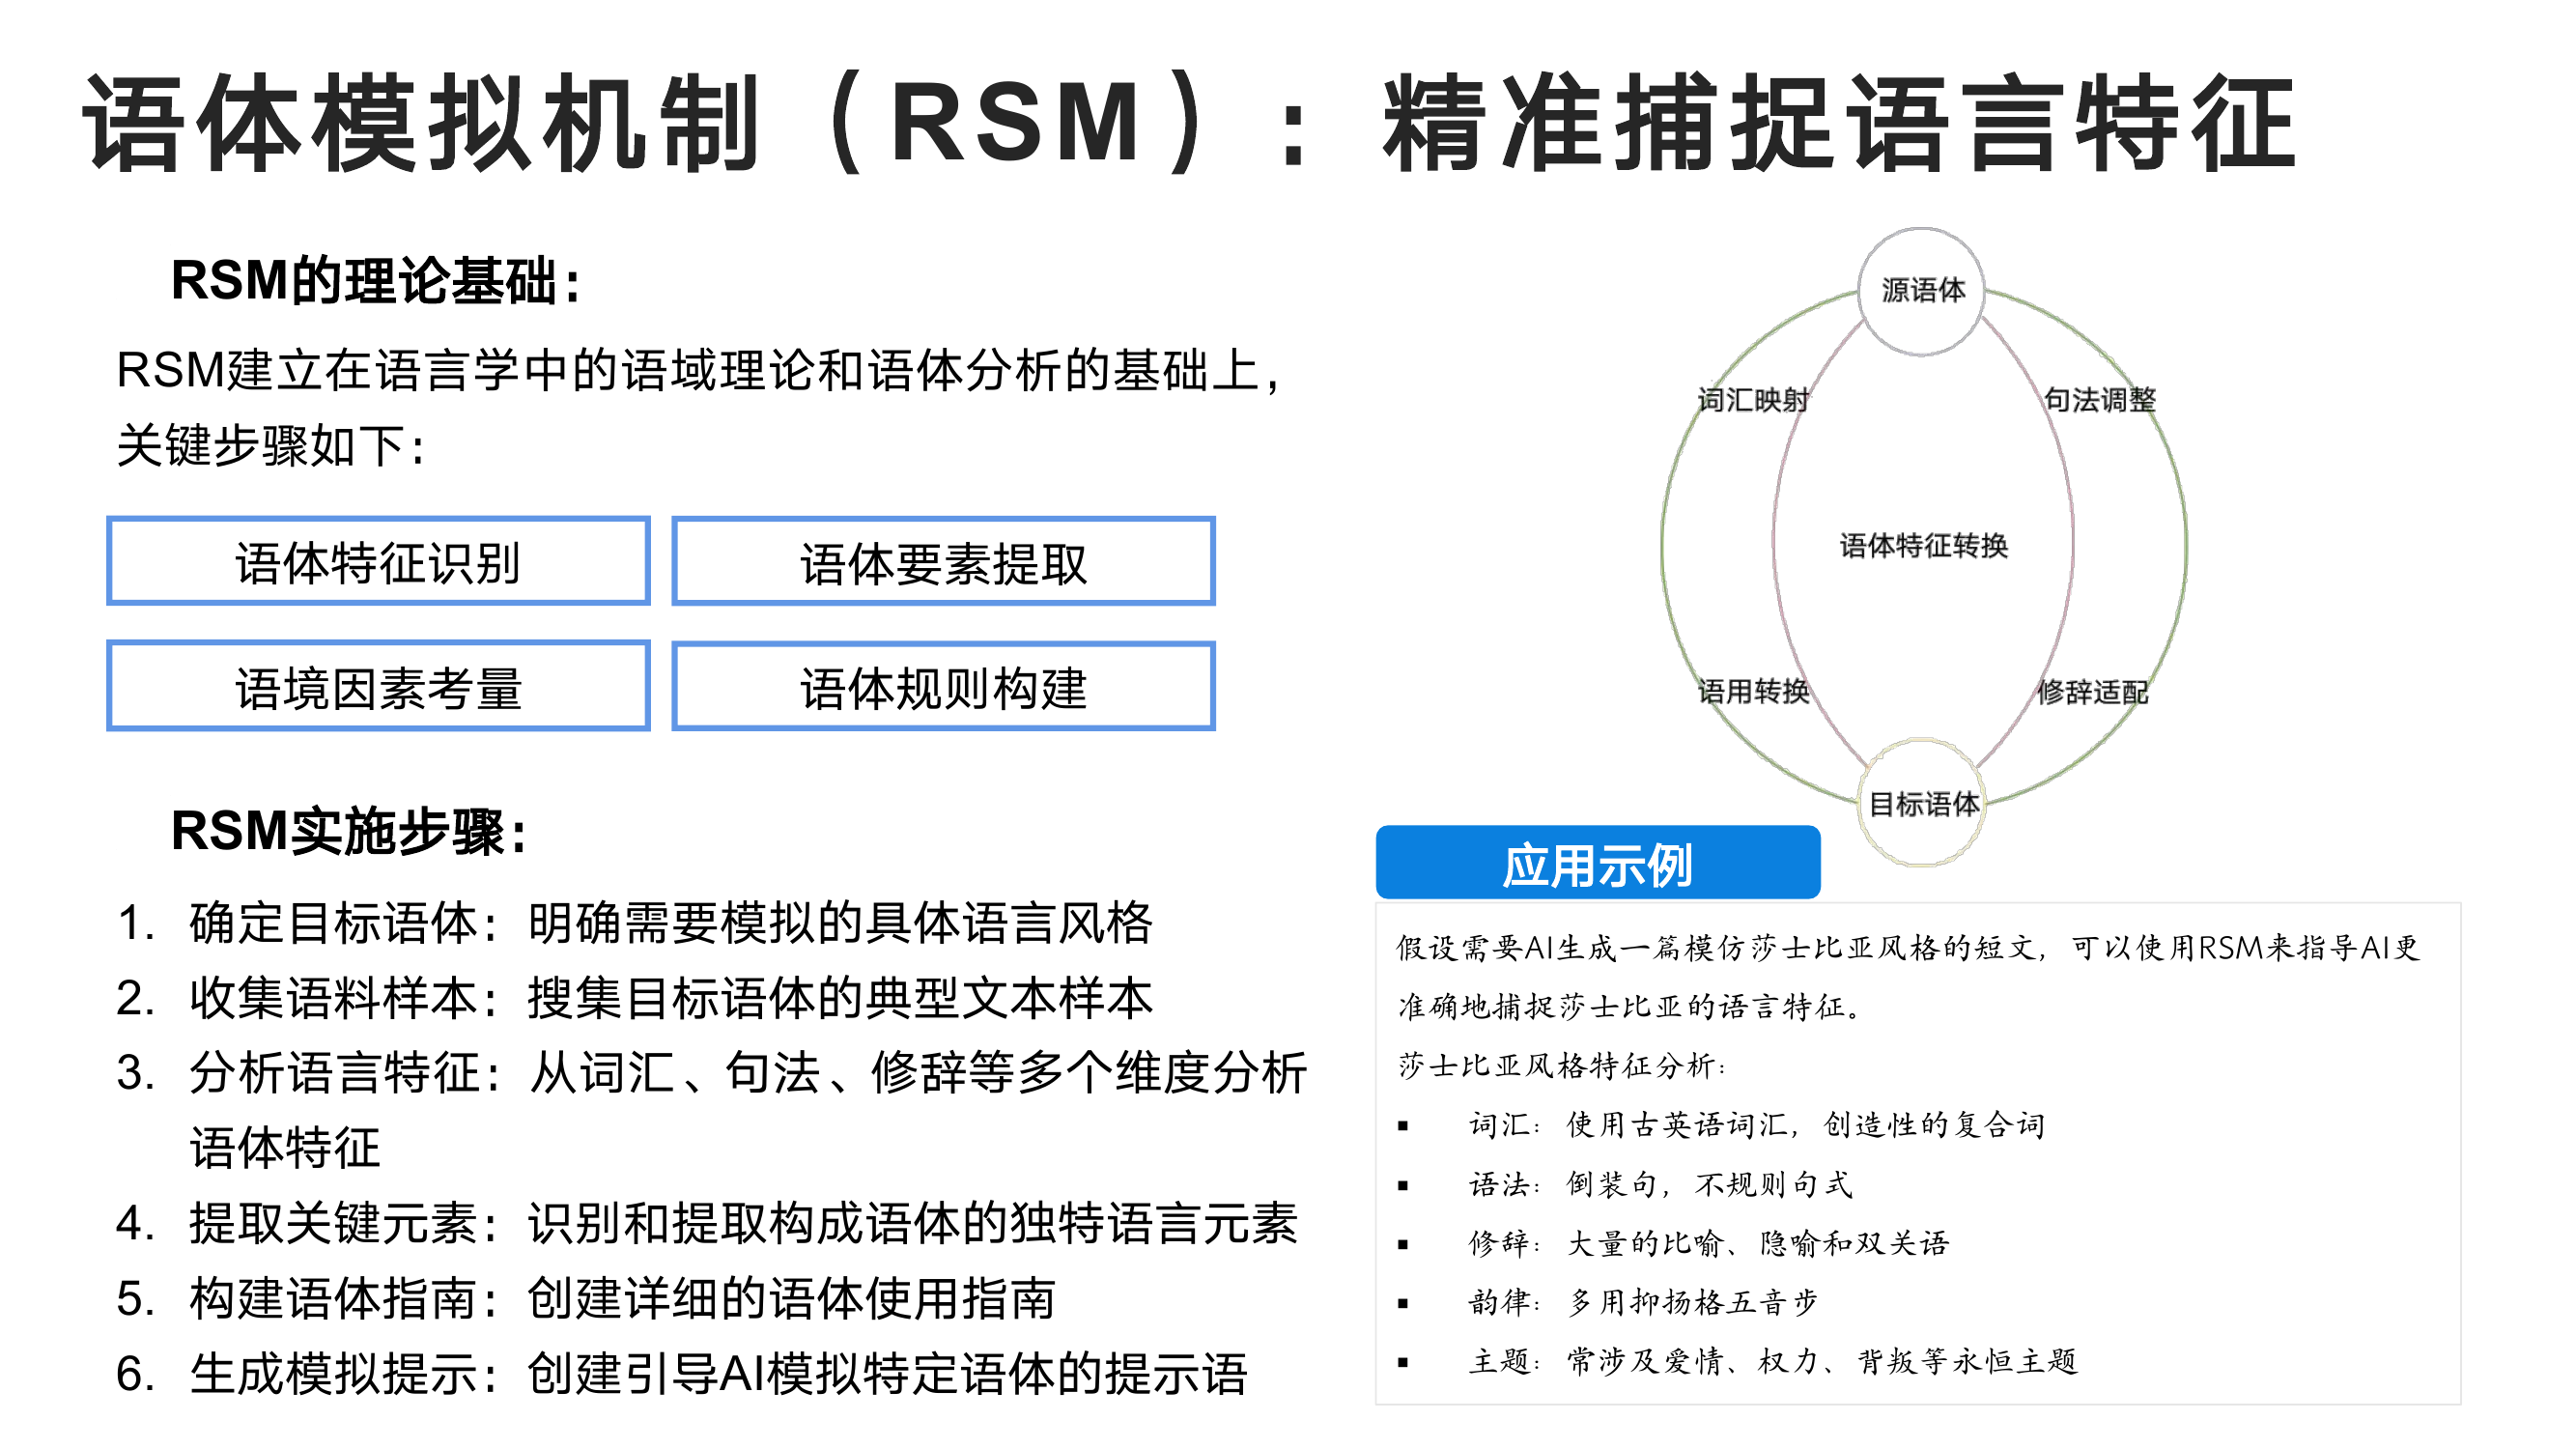 语体模拟机制（RSM）：精准捕捉语言特征
RSM的理论基础：
RSM建立在语言学中的语域理论和语体分析的基础上，
关键步骤如下：
语体特征识别
语体要素提取
语境因素考量
语体规则构建
RSM实施步骤：
1. 确定目标语体：明确需要模拟的具体语言风格
2. 收集语料样本：搜集目标语体的典型文本样本
3. 分析语言特征：从词汇、句法、修辞等多个维度分析
语体特征
4. 提取关键元素：识别和提取构成语体的独特语言元素
5. 构建语体指南：创建详细的语体使用指南
6. 生成模拟提示：创建引导AI模拟特定语体的提示语
源语体
词汇映射
句法调整
语体特征转换
语用转换
修辞适配
目标语体
应用示例
假设需要AI生成一篇模仿莎士比亚风格的短文，可以使用RSM来指导AI更
准确地捕捉莎士比亚的语言特征。
莎士比亚风格特征分析：
▪ 词汇：使用古英语词汇，创造性的复合词
▪ 语法：倒装句，不规则句式
▪ 修辞：大量的比喻、隐喻和双关语
▪ 韵律：多用抑扬格五音步
▪ 主题：常涉及爱情、权力、背叛等永恒主题